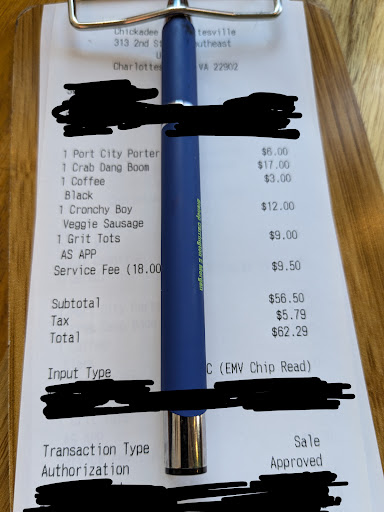 Chickadee
313 2nd St
Charlottes VA 22902
1 Port City Porter $6.00
1 Crab Dang Boom $17.00
1 Coffee $3.00
Black
1 Cronchy Boy $12.00
Veggie Sausage
1 Grit Tots $9.00
AS APP
Service Fee (18.00 $9.50
Subtotal $56.50
Tax $5.79
Total $62.29
Input Type C (EMV Chip Read)
Transaction Type Sale
Authorization Approved